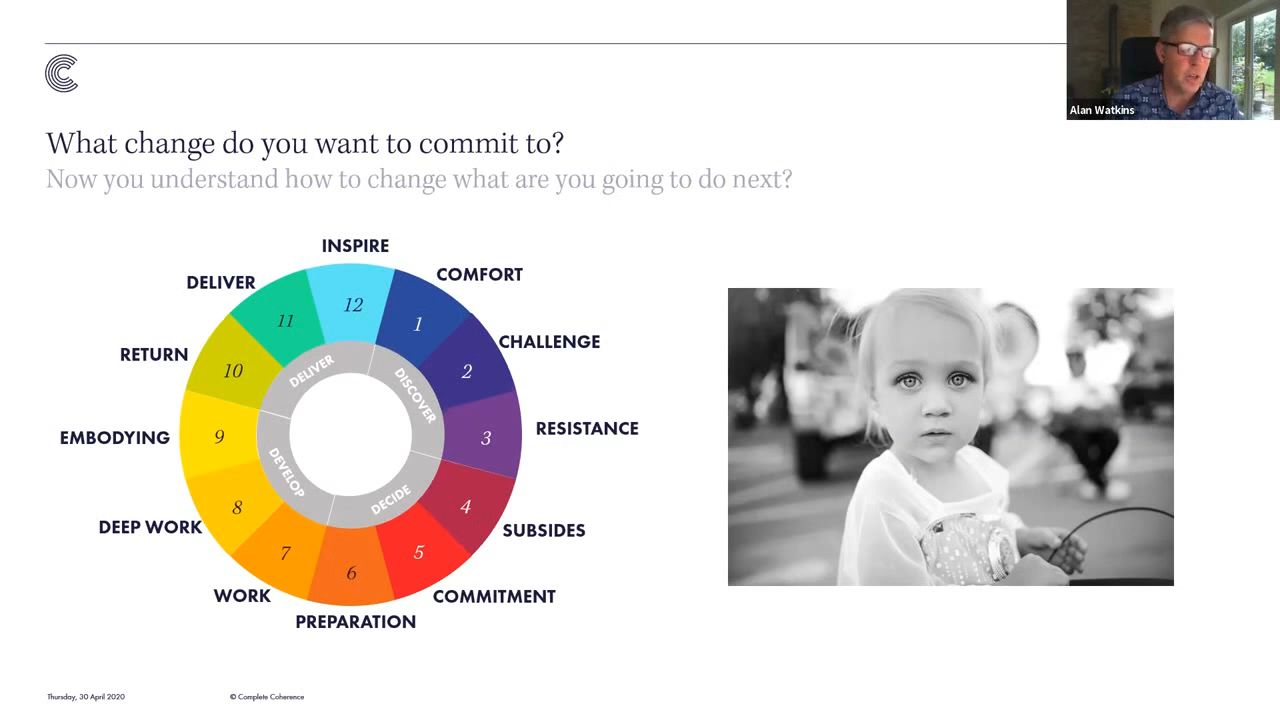 Alan Watkins
What change do you want to commit to?
Now you understand how to change what are you going to do next?
INSPIRE
COMFORT
CHALLENGE
RESISTANCE
SUBSIDES
COMMITMENT
PREPARATION
WORK
DEEP WORK
EMBODYING
RETURN
DELIVER
12
1
2
3
4
5
6
7
8
9
10
11
DISCOVER
DECIDE
DEVELOP
DELIVER
Thursday, 30 April 2020
© Complete Coherence